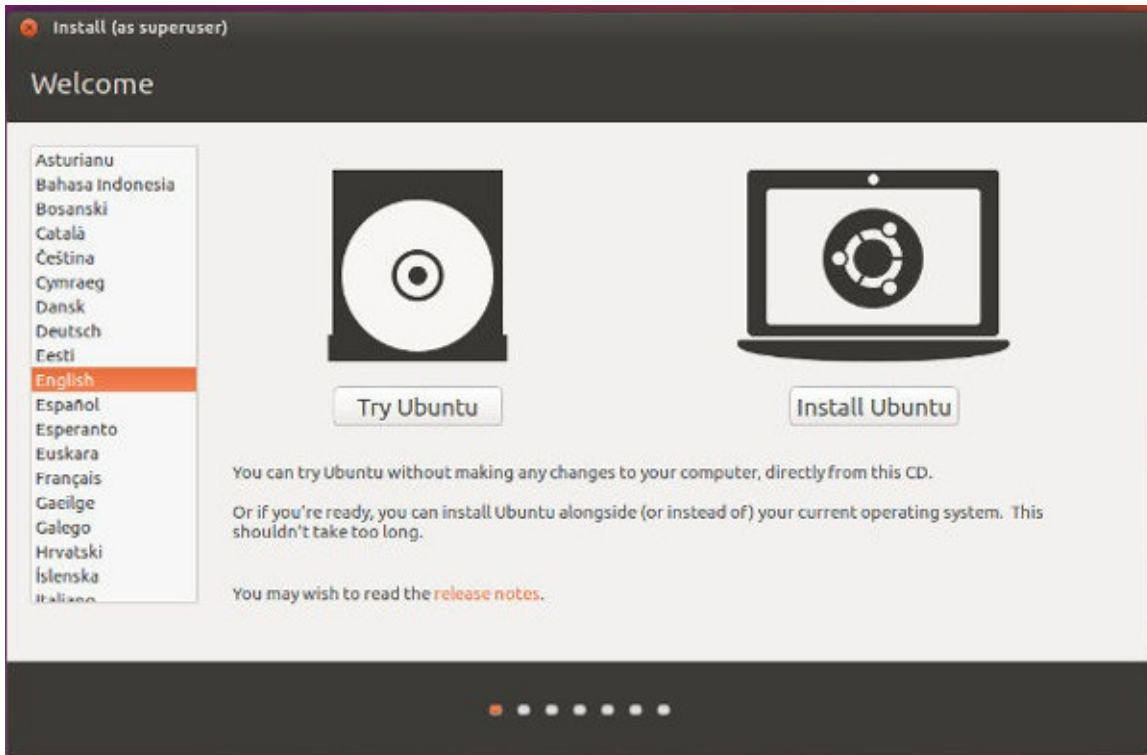 Install (as superuser)
Welcome
Asturianu
Bahasa Indonesia
Bosanski
Català
Čeština
Cymraeg
Dansk
Deutsch
Eesti
English
Español
Esperanto
Euskara
Français
Gaeilge
Galego
Hrvatski
Íslenska
Italiano
Try Ubuntu
Install Ubuntu
You can try Ubuntu without making any changes to your computer, directly from this CD.
Or if you're ready, you can install Ubuntu alongside (or instead of) your current operating system. This
shouldn't take too long.
You may wish to read the release notes.